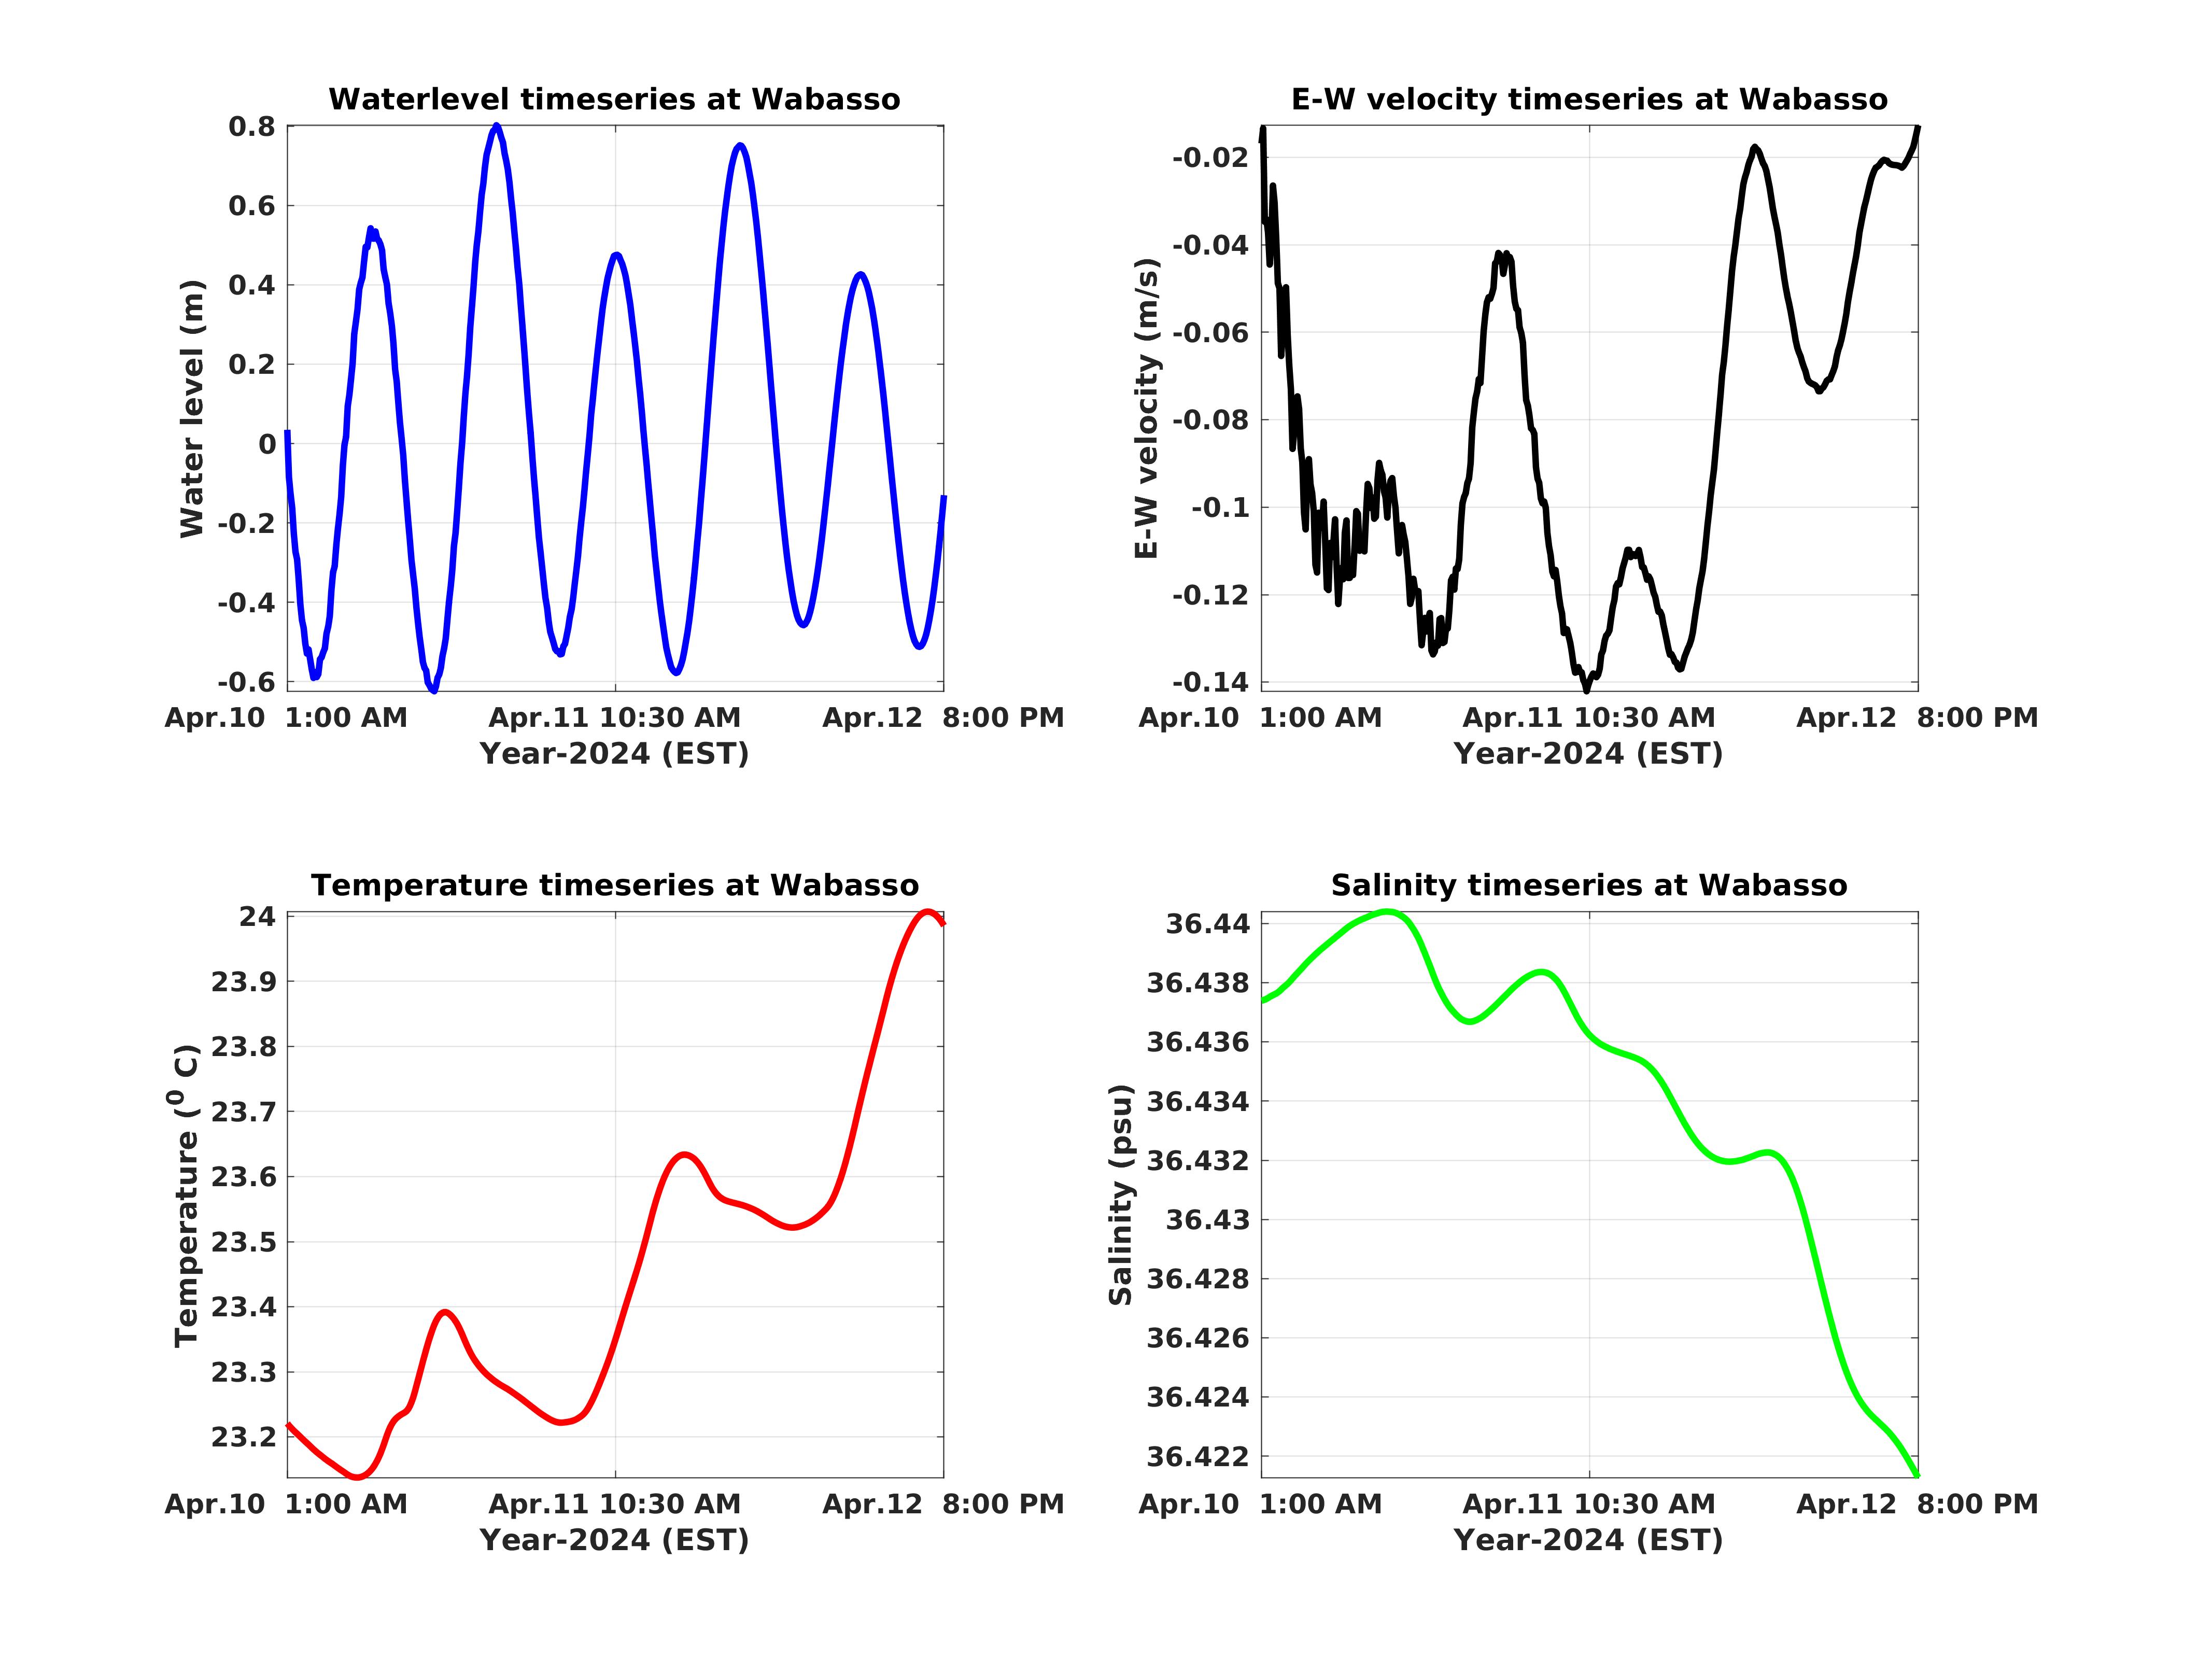 Waterlevel timeseries at Wabasso
0.8
0.6
0.4
0.2
0
-0.2
-0.4
-0.6
Water level (m)
Apr.10 1:00 AM
Apr.11 10:30 AM
Apr.12 8:00 PM
Year-2024 (EST)
E-W velocity timeseries at Wabasso
-0.02
-0.04
-0.06
-0.08
-0.1
-0.12
-0.14
E-W velocity (m/s)
Apr.10 1:00 AM
Apr.11 10:30 AM
Apr.12 8:00 PM
Year-2024 (EST)
Temperature timeseries at Wabasso
24
23.9
23.8
23.7
23.6
23.5
23.4
23.3
23.2
Temperature (⁰ C)
Apr.10 1:00 AM
Apr.11 10:30 AM
Apr.12 8:00 PM
Year-2024 (EST)
Salinity timeseries at Wabasso
36.44
36.438
36.436
36.434
36.432
36.43
36.428
36.426
36.424
36.422
Salinity (psu)
Apr.10 1:00 AM
Apr.11 10:30 AM
Apr.12 8:00 PM
Year-2024 (EST)